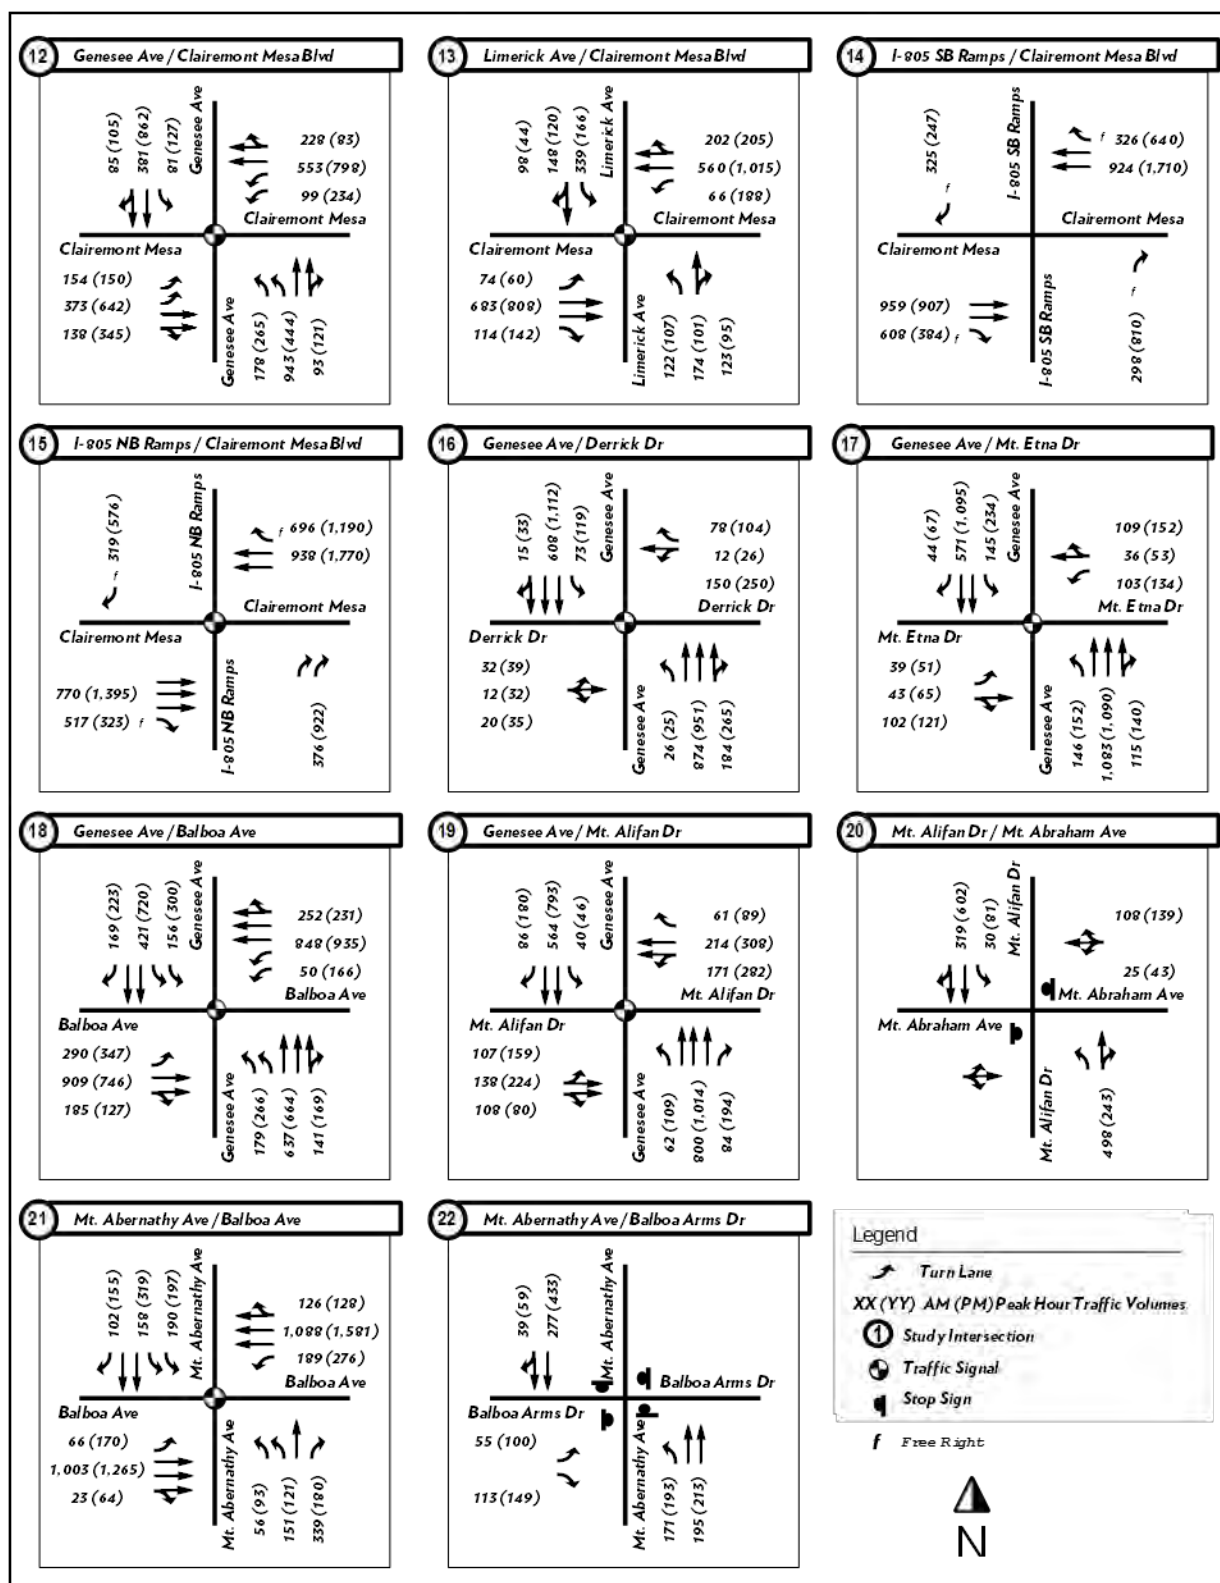 12 Genesee Ave / Clairemont Mesa Blvd
85 (105)
381 (862)
81 (127)
Genesee Ave
228 (83)
553 (798)
99 (234)
Clairemont Mesa
Clairemont Mesa
154 (150)
373 (642)
138 (345)
Genesee Ave
178 (265)
943 (444)
93 (121)
13 Limerick Ave / Clairemont Mesa Blvd
98 (44)
148 (120)
339 (166)
Limerick Ave
202 (205)
560 (1,015)
66 (188)
Clairemont Mesa
Clairemont Mesa
74 (60)
683 (808)
114 (142)
Limerick Ave
122 (107)
174 (101)
123 (95)
14 I-805 SB Ramps / Clairemont Mesa Blvd
325 (247)
f
I-805 SB Ramps
f 326 (640)
924 (1,710)
Clairemont Mesa
Clairemont Mesa
959 (907)
608 (384) f
I-805 SB Ramps
f
298 (810)
15 I-805 NB Ramps / Clairemont Mesa Blvd
319 (576)
f
I-805 NB Ramps
f 696 (1,190)
938 (1,770)
Clairemont Mesa
Clairemont Mesa
770 (1,395)
517 (323) f
I-805 NB Ramps
376 (922)
16 Genesee Ave / Derrick Dr
15 (33)
608 (1,112)
73 (119)
Genesee Ave
78 (104)
12 (26)
150 (250)
Derrick Dr
Derrick Dr
32 (39)
12 (32)
20 (35)
Genesee Ave
26 (25)
874 (951)
184 (265)
17 Genesee Ave / Mt. Etna Dr
44 (67)
571 (1,095)
145 (234)
Genesee Ave
109 (152)
36 (53)
103 (134)
Mt. Etna Dr
Mt. Etna Dr
39 (51)
43 (65)
102 (121)
Genesee Ave
146 (152)
1,083 (1,090)
115 (140)
18 Genesee Ave / Balboa Ave
169 (223)
421 (720)
156 (300)
Genesee Ave
252 (231)
848 (935)
50 (166)
Balboa Ave
Balboa Ave
290 (347)
909 (746)
185 (127)
Genesee Ave
179 (266)
637 (664)
141 (169)
19 Genesee Ave / Mt. Alifan Dr
86 (180)
564 (793)
40 (46)
Genesee Ave
61 (89)
214 (308)
171 (282)
Mt. Alifan Dr
Mt. Alifan Dr
107 (159)
138 (224)
108 (80)
Genesee Ave
62 (109)
800 (1,014)
84 (194)
20 Mt. Alifan Dr / Mt. Abraham Ave
319 (602)
30 (81)
Mt. Alifan Dr
108 (139)
25 (43)
Mt. Abraham Ave
Mt. Abraham Ave
Mt. Alifan Dr
498 (243)
21 Mt. Abernathy Ave / Balboa Ave
102 (155)
158 (319)
190 (197)
Mt. Abernathy Ave
126 (128)
1,088 (1,581)
189 (276)
Balboa Ave
Balboa Ave
66 (170)
1,003 (1,265)
23 (64)
Mt. Abernathy Ave
56 (93)
151 (121)
339 (180)
22 Mt. Abernathy Ave / Balboa Arms Dr
39 (59)
277 (433)
Mt. Abernathy Ave
Balboa Arms Dr
Balboa Arms Dr
55 (100)
113 (149)
Mt. Abernathy Ave
171 (193)
195 (213)
Legend
Turn Lane
XX (YY) AM (PM) Peak Hour Traffic Volumes
1 Study Intersection
Traffic Signal
Stop Sign
f Free Right
N